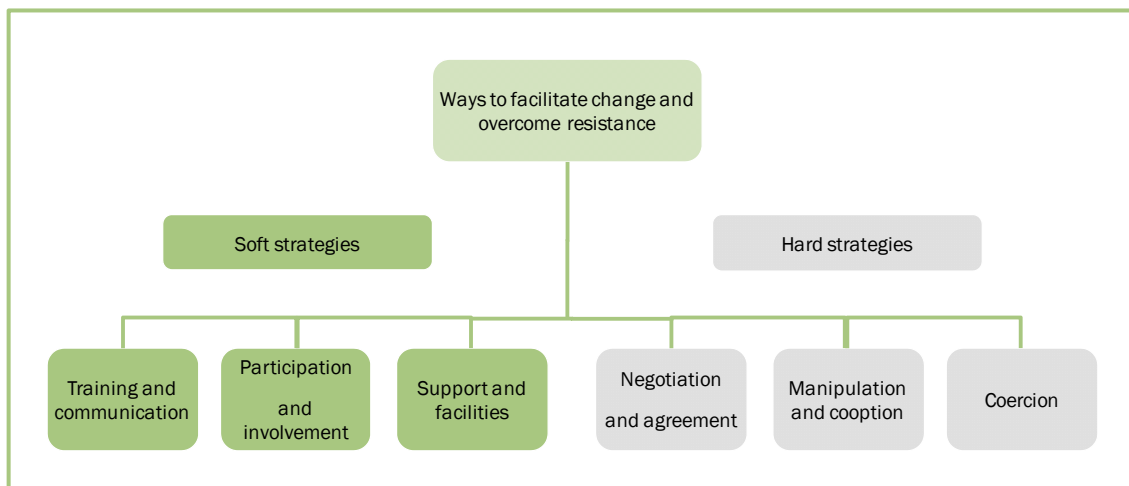 Ways to facilitate change and
overcome resistance
Soft strategies
Hard strategies
Training and
communication
Participation
and
involvement
Support and
facilities
Negotiation
and agreement
Manipulation
and cooption
Coercion